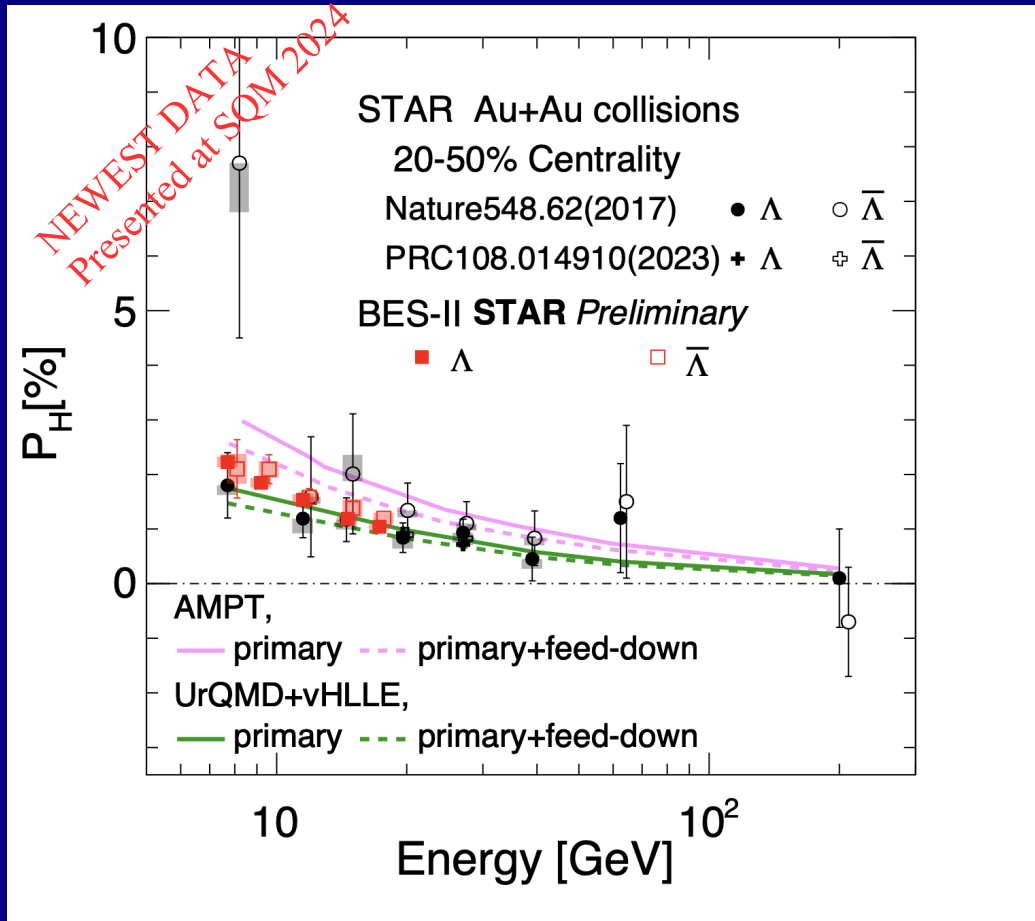 NEWEST DATA
Presented at SQM 2024
10
5
0
P_H[%]
STAR Au+Au collisions
20-50% Centrality
Nature548.62(2017) Λ Λ̅
PRC108.014910(2023) Λ Λ̅
BES-II STAR Preliminary
Λ Λ̅
AMPT,
primary primary+feed-down
UrQMD+vHLLE,
primary primary+feed-down
10 10²
Energy [GeV]